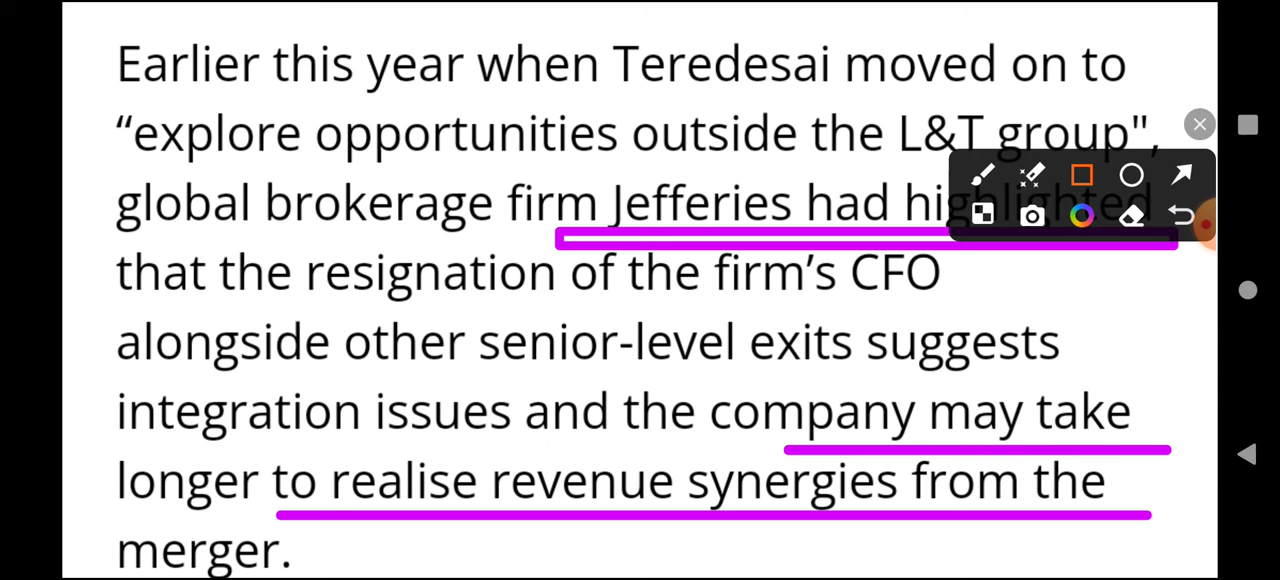 Earlier this year when Teredesai moved on to
“explore opportunities outside the L&T group",
global brokerage firm Jefferies had highlighted
that the resignation of the firm’s CFO
alongside other senior-level exits suggests
integration issues and the company may take
longer to realise revenue synergies from the
merger.